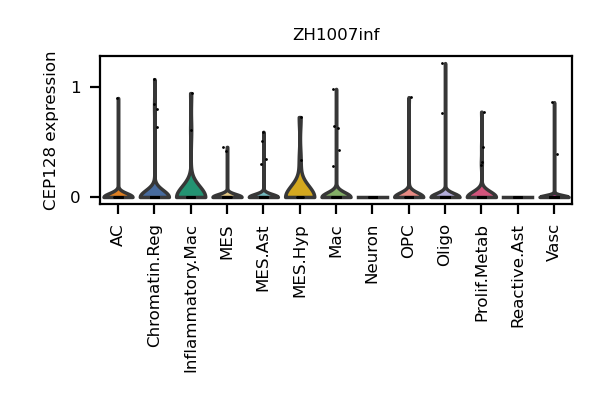 ZH1007inf
CEP128 expression
1
0
AC
Chromatin.Reg
Inflammatory.Mac
MES
MES.Ast
MES.Hyp
Mac
Neuron
OPC
Oligo
Prolif.Metab
Reactive.Ast
Vasc